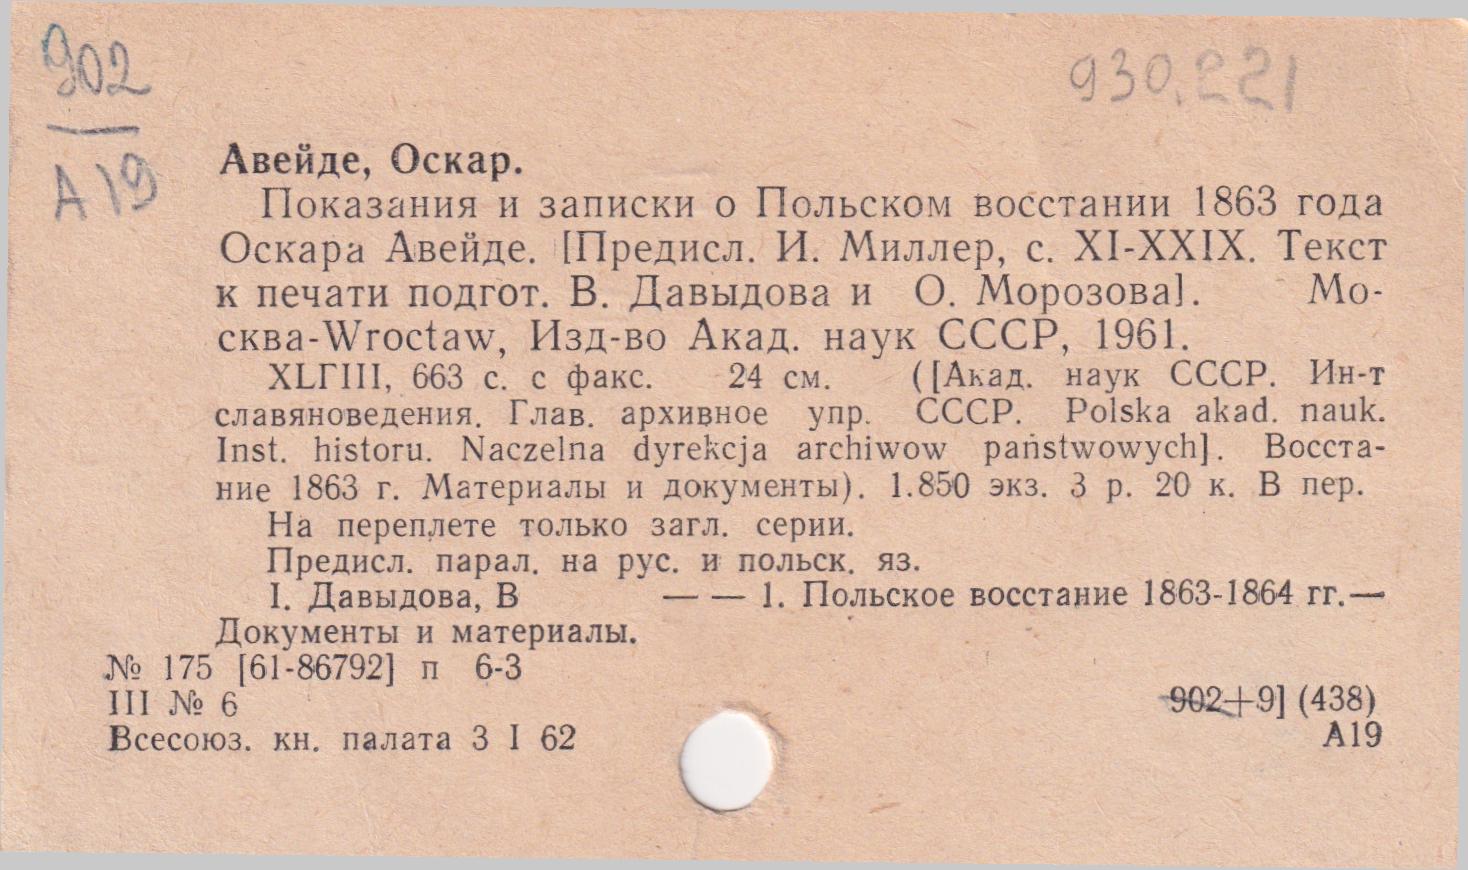 902
А19
930.221
Авейде, Оскар.
Показания и записки о Польском восстании 1863 года
Оскара Авейде. [Предисл. И. Миллер, с. XI-XXIX. Текст
к печати подгот. В. Давыдова и О. Морозова]. Мо-
сква-Wroctaw, Изд-во Акад. наук СССР, 1961.
XLГIII, 663 с. с факс. 24 см. ([Акад. наук СССР. Ин-т
славяноведения. Глав. архивное упр. СССР. Polska akad. nauk.
Inst. historu. Naczelna dyrekcja archiwow państwowych]. Восста-
ние 1863 г. Материалы и документы). 1.850 экз. 3 р. 20 к. В пер.
На переплете только загл. серии.
Предисл. парал. на рус. и польск. яз.
I. Давыдова, В — — 1. Польское восстание 1863-1864 гг.—
Документы и материалы.
№ 175 [61-86792] п 6-3
III № 6
902+9] (438)
Всесоюз. кн. палата 3 I 62
А19